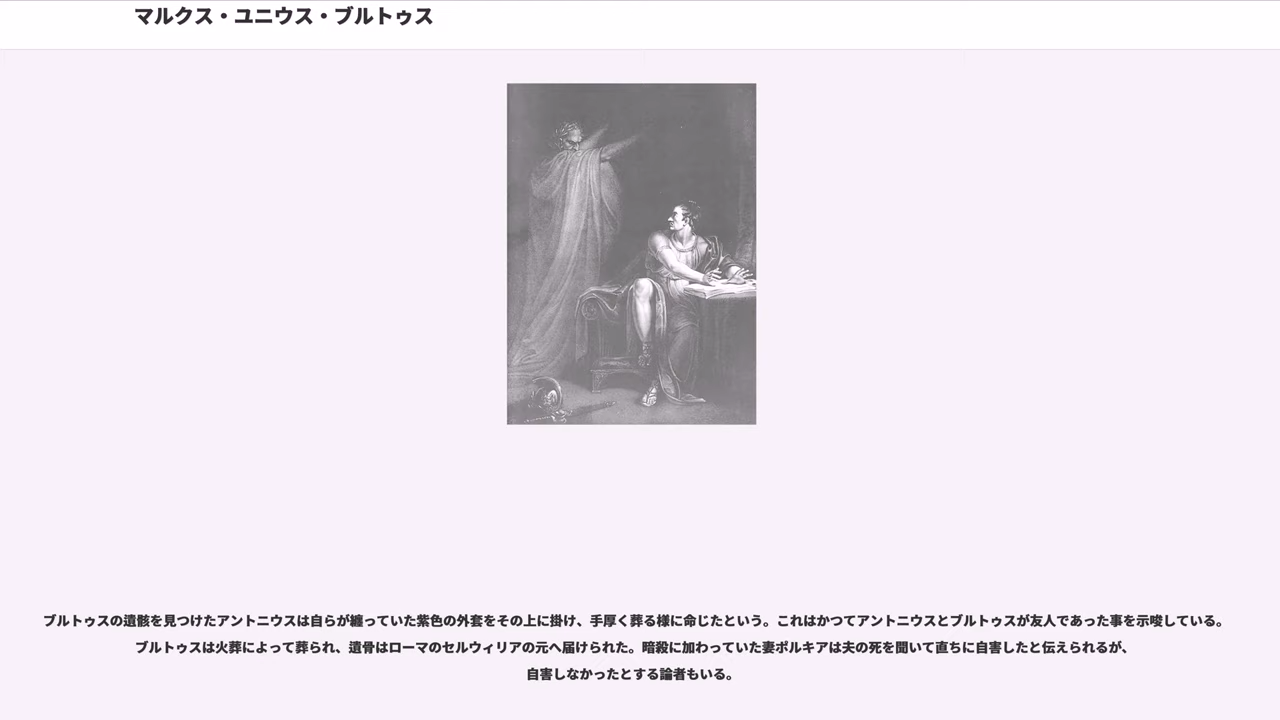 マルクス・ユニウス・ブルトゥス
ブルトゥスの遺骸を見つけたアントニウスは自らが纏っていた紫色の外套をその上に掛け、手厚く葬る様に命じたという。これはかつてアントニウスとブルトゥスが友人であった事を示唆している。
ブルトゥスは火葬によって葬られ、遺骨はローマのセルウィリアの元へ届けられた。暗殺に加わっていた妻ポルキアは夫の死を聞いて直ちに自害したと伝えられるが、
自害しなかったとする論者もいる。